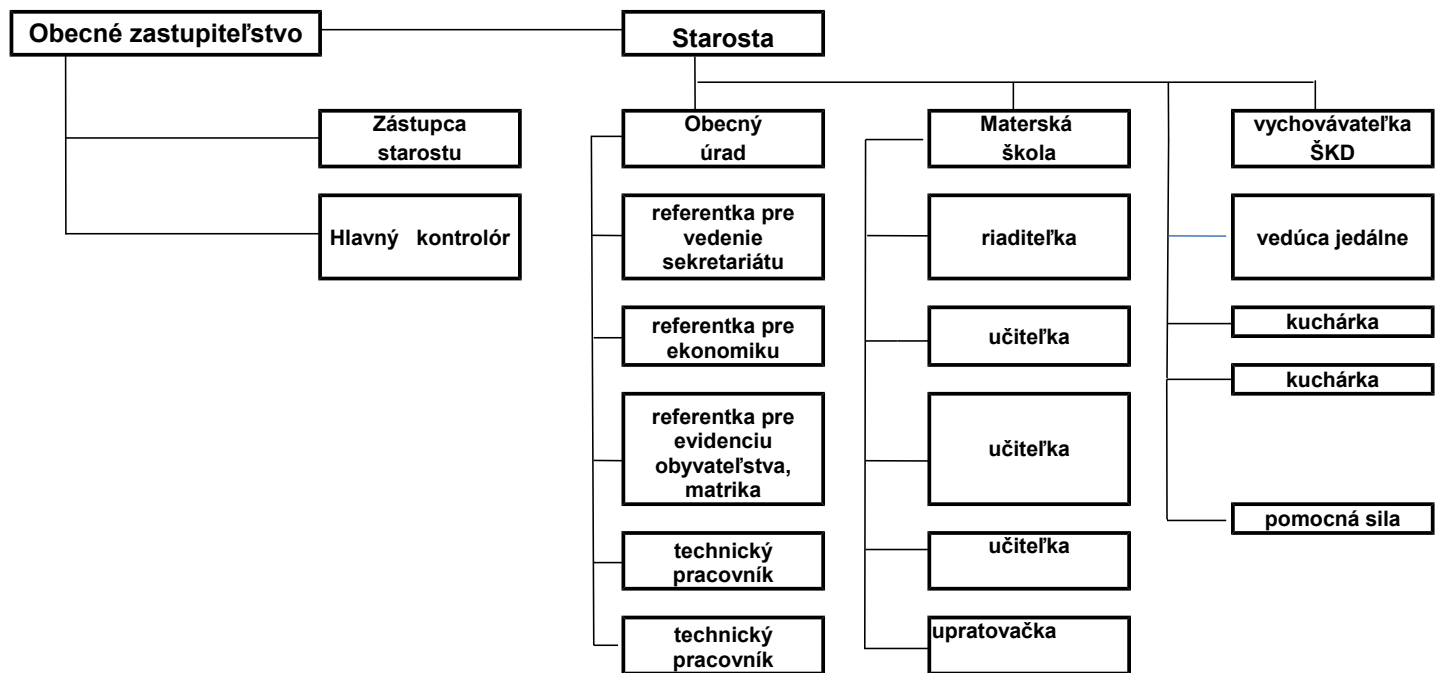 Obecné zastupiteľstvo
Starosta
Zástupca
starostu
Hlavný kontrolór
Obecný
úrad
referentka pre
vedenie
sekretariátu
referentka pre
ekonomiku
referentka pre
evidenciu
obyvateľstva,
matrika
technický
pracovník
technický
pracovník
Materská
škola
riaditeľka
učiteľka
učiteľka
učiteľka
upratovačka
vychovávateľka
ŠKD
vedúca jedálne
kuchárka
kuchárka
pomocná sila